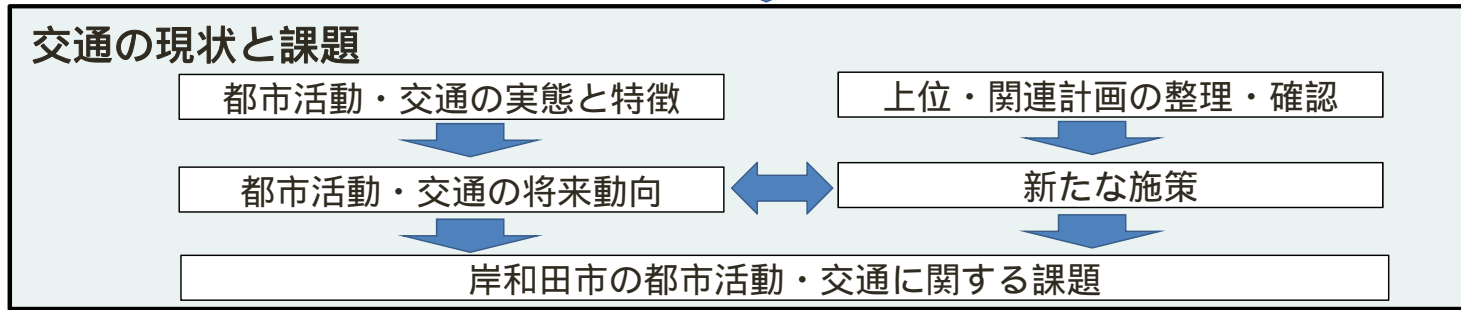 交通の現状と課題
都市活動・交通の実態と特徴
上位・関連計画の整理・確認
都市活動・交通の将来動向
新たな施策
岸和田市の都市活動・交通に関する課題